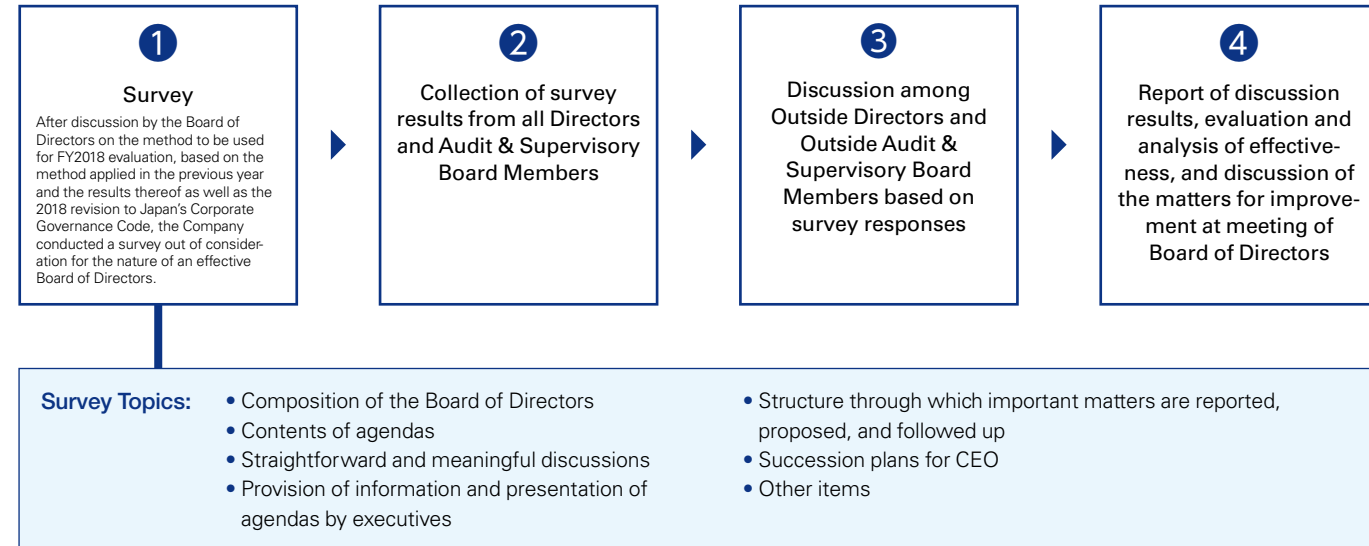 1
Survey
After discussion by the Board of
Directors on the method to be used
for FY2018 evaluation, based on the
method applied in the previous year
and the results thereof as well as the
2018 revision to Japan's Corporate
Governance Code, the Company
conducted a survey out of consider-
ation for the nature of an effective
Board of Directors.
2
Collection of survey
results from all Directors
and Audit & Supervisory
Board Members
3
Discussion among
Outside Directors and
Outside Audit &
Supervisory Board
Members based on
survey responses
4
Report of discussion
results, evaluation and
analysis of effective-
ness, and discussion of
the matters for improve-
ment at meeting of
Board of Directors
Survey Topics:
• Composition of the Board of Directors
• Contents of agendas
• Straightforward and meaningful discussions
• Provision of information and presentation of
agendas by executives
• Structure through which important matters are reported,
proposed, and followed up
• Succession plans for CEO
• Other items